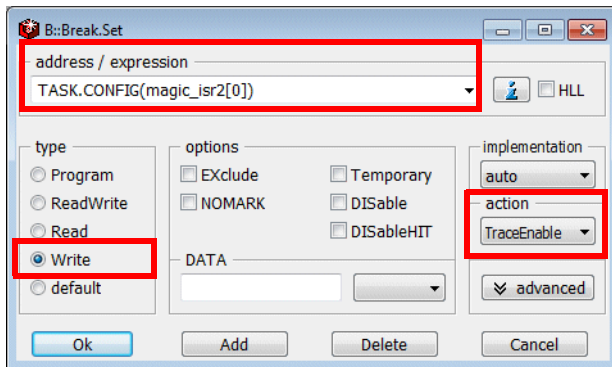 B::Break.Set
address / expression
TASK.CONFIG(magic_isr2[0])
i
HLL
type
Program
ReadWrite
Read
Write
default
options
EXclude
Temporary
NOMARK
DISable
DISableHIT
DATA
implementation
auto
action
TraceEnable
advanced
Ok
Add
Delete
Cancel